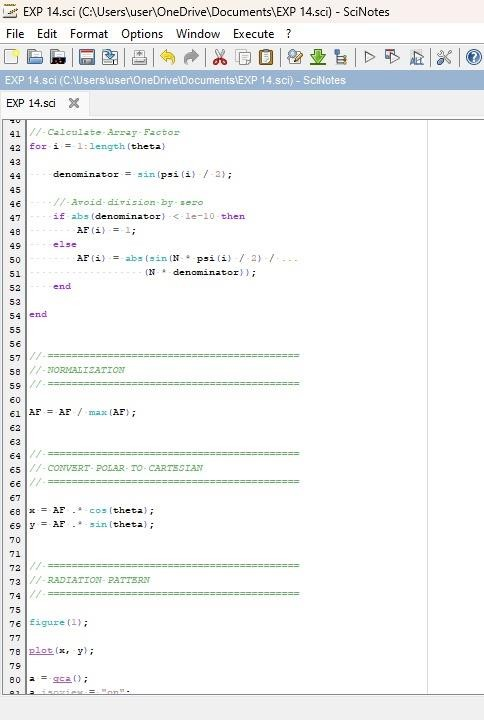 EXP 14.sci (C:\Users\user\OneDrive\Documents\EXP 14.sci) - SciNotes
File Edit Format Options Window Execute ?
EXP 14.sci (C:\Users\user\OneDrive\Documents\EXP 14.sci) - SciNotes
EXP 14.sci
40
41 // Calculate Array Factor
42 for i = 1:length(theta)
43
44 denominator = sin(psi(i) / 2);
45
46 // Avoid division by zero
47 if abs(denominator) < 1e-10 then
48 AF(i) = 1;
49 else
50 AF(i) = abs(sin(N * psi(i) / 2) / ...
51 (N * denominator));
52 end
53
54 end
55
56
57 // ==========================================
58 // NORMALIZATION
59 // ==========================================
60
61 AF = AF / max(AF);
62
63
64 // ==========================================
65 // CONVERT POLAR TO CARTESIAN
66 // ==========================================
67
68 x = AF .* cos(theta);
69 y = AF .* sin(theta);
70
71
72 // ==========================================
73 // RADIATION PATTERN
74 // ==========================================
75
76 figure(1);
77
78 plot(x, y);
79
80 a = gca();
81 a.isoview = "on";